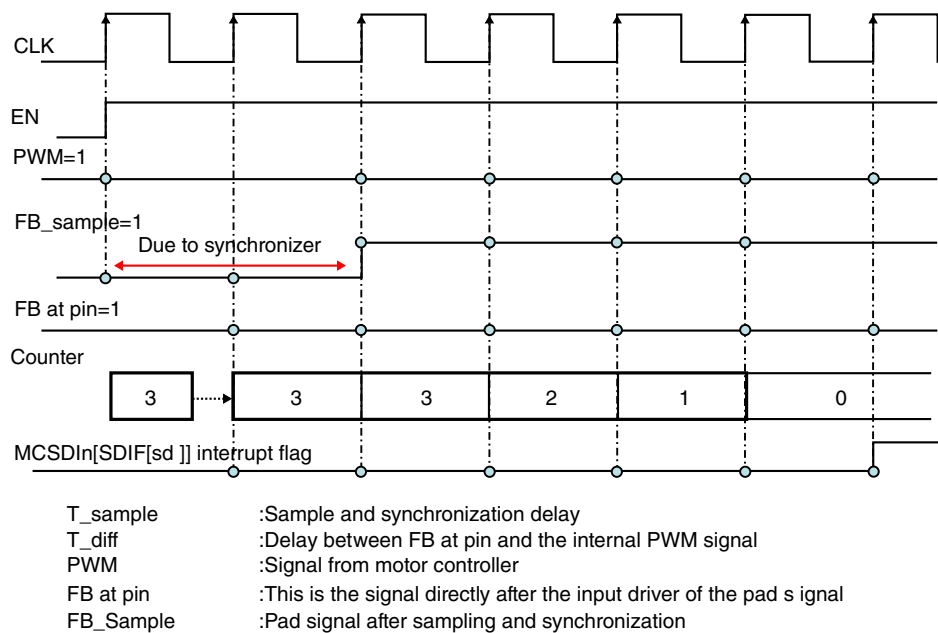 CLK
EN
PWM=1
FB_sample=1
Due to synchronizer
FB at pin=1
Counter
3 3 3 2 1 0
MCSDIn[SDIF[sd ]] interrupt flag
T_sample :Sample and synchronization delay
T_diff :Delay between FB at pin and the internal PWM signal
PWM :Signal from motor controller
FB at pin :This is the signal directly after the input driver of the pad s ignal
FB_Sample :Pad signal after sampling and synchronization